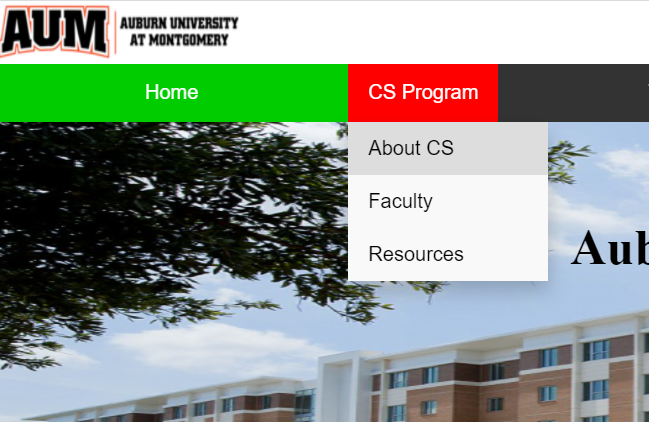 AUM
AUBURN UNIVERSITY
AT MONTGOMERY
Home
CS Program
About CS
Faculty
Resources
Aub